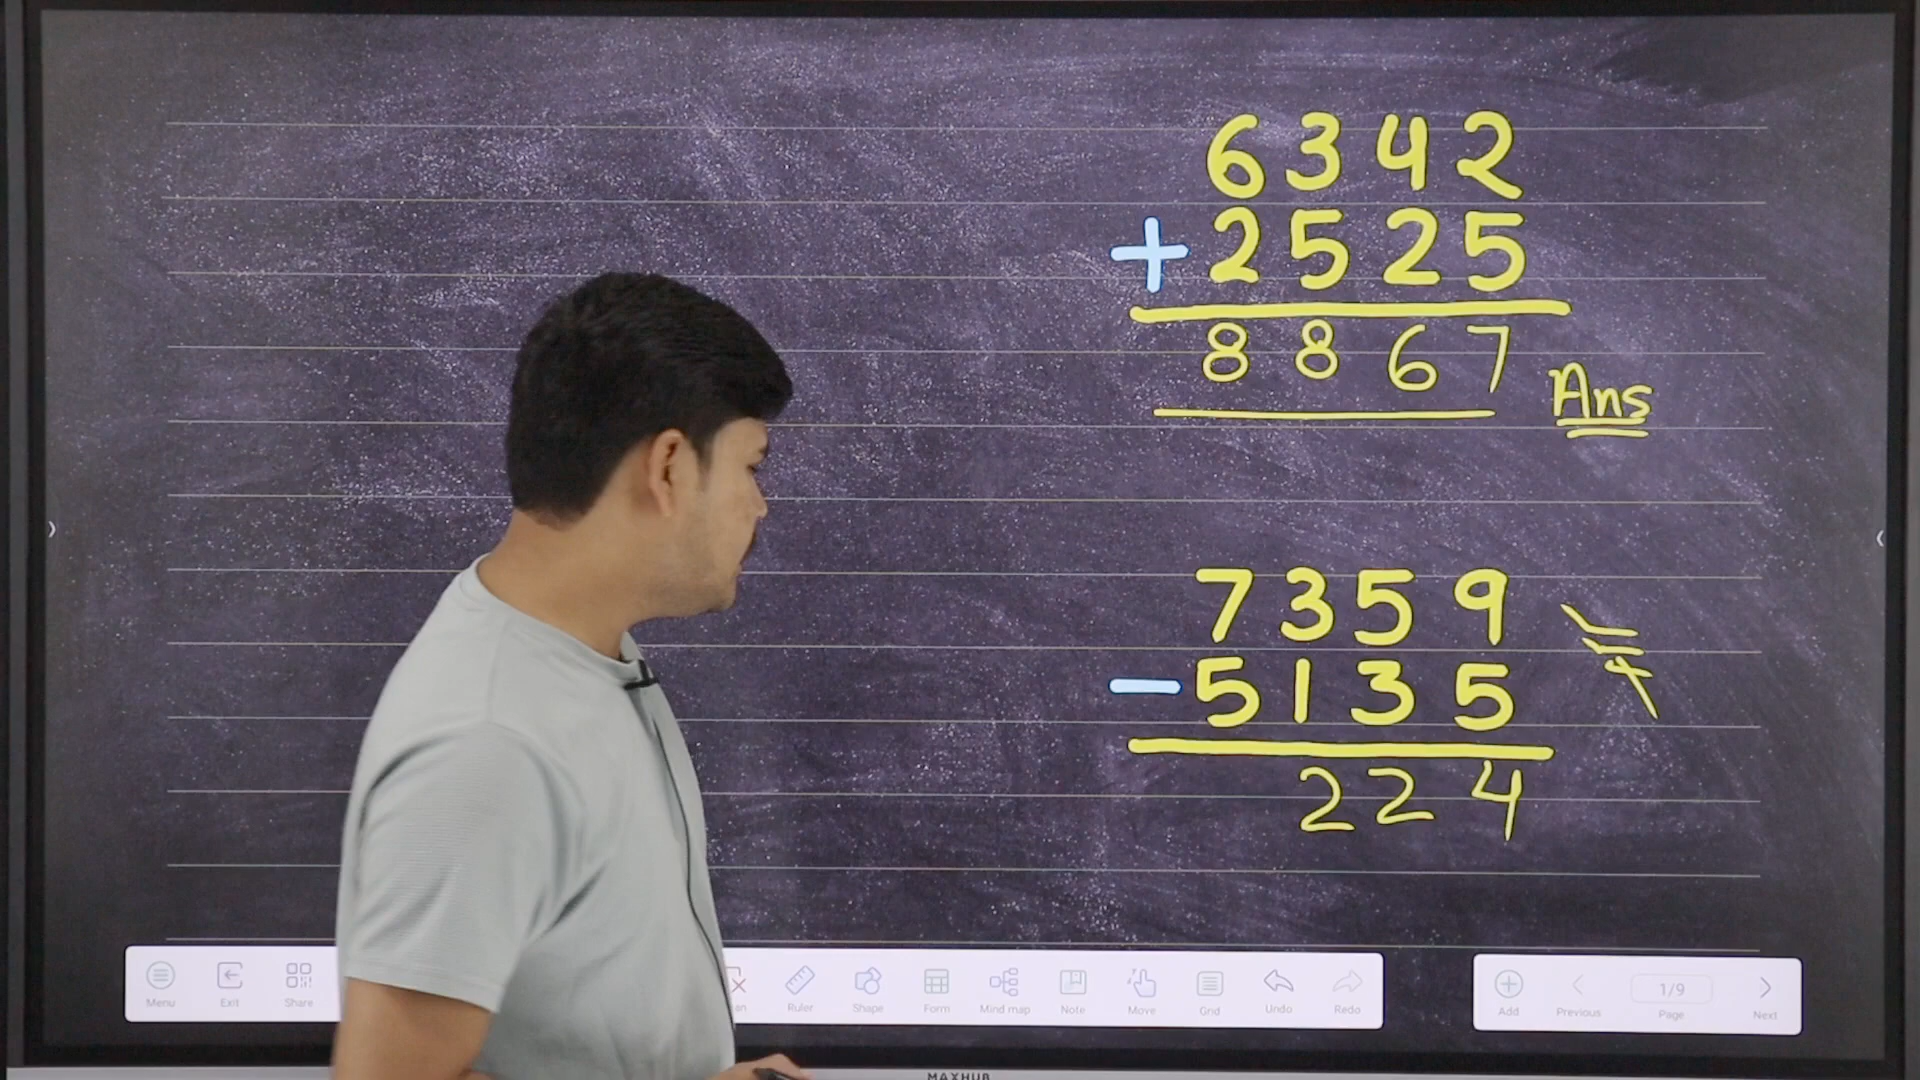 6342
+ 2525
8867
Ans
7359
- 5135
224
Menu Exit Share Ruler Shape Form Mind map Note Move Grid Undo Redo
Add Previous 1/9 Page Next
MAXHUB